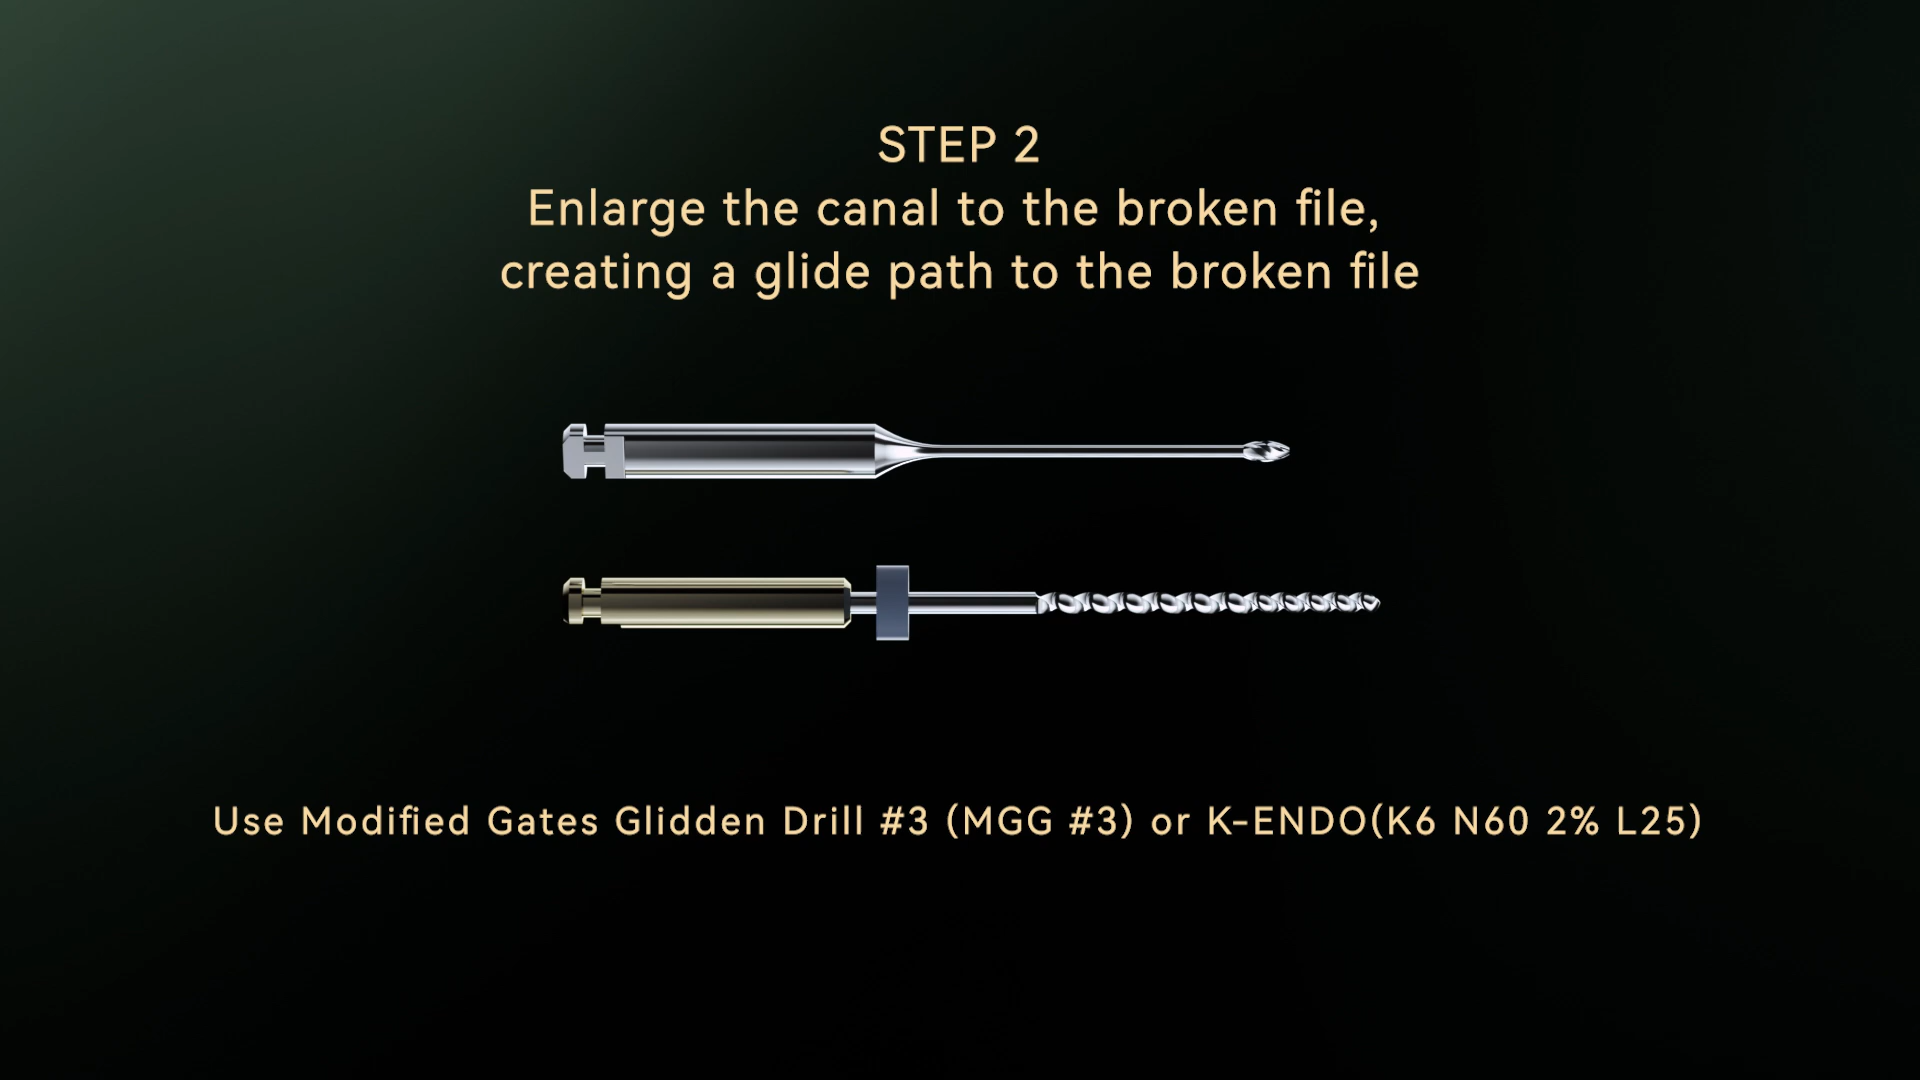 STEP 2
Enlarge the canal to the broken file,
creating a glide path to the broken file
Use Modified Gates Glidden Drill #3 (MGG #3) or K-ENDO(K6 N60 2% L25)